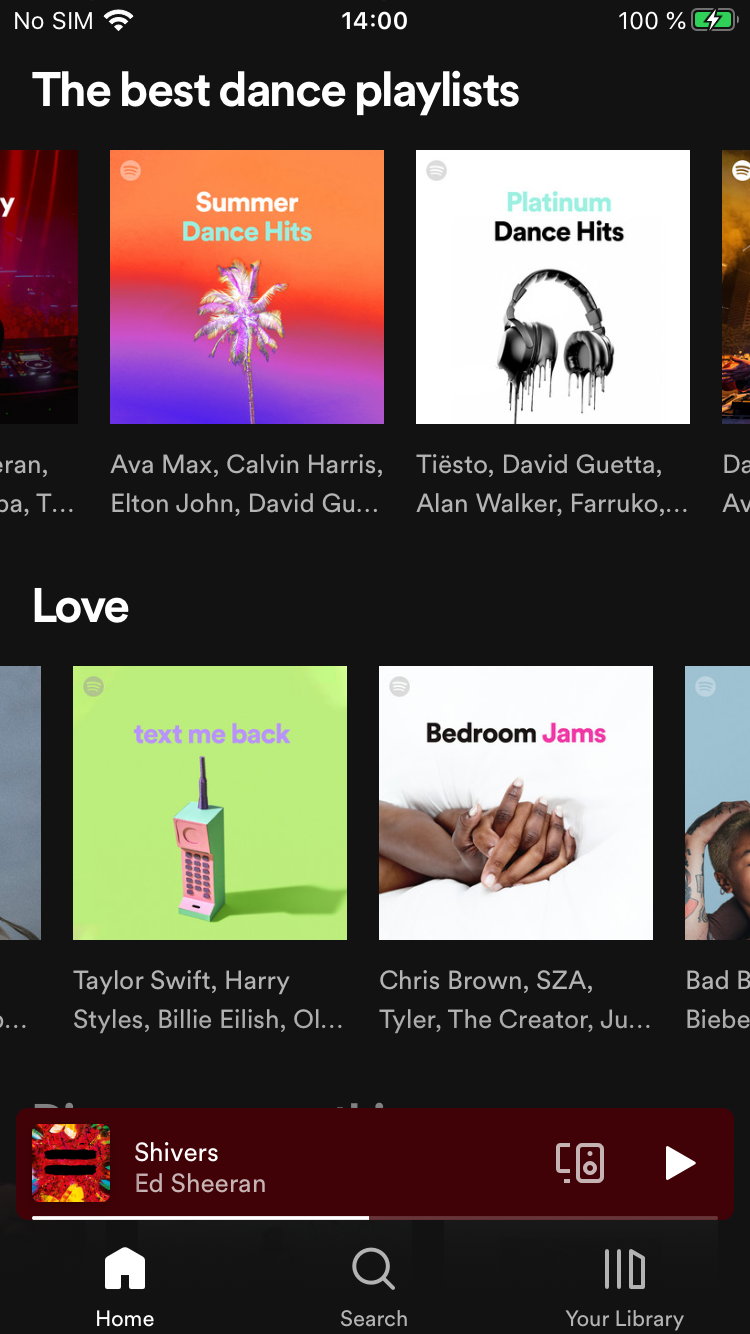 No SIM 14:00 100 %
The best dance playlists
y
Summer
Dance Hits
Platinum
Dance Hits
eran,
Ava Max, Calvin Harris,
Tiësto, David Guetta,
Da
pa, T...
Elton John, David Gu...
Alan Walker, Farruko,...
Av
Love
text me back
Bedroom Jams
Taylor Swift, Harry
Chris Brown, SZA,
Bad B
o...
Styles, Billie Eilish, Ol...
Tyler, The Creator, Ju...
Biebe
Shivers
Ed Sheeran
Home
Search
Your Library